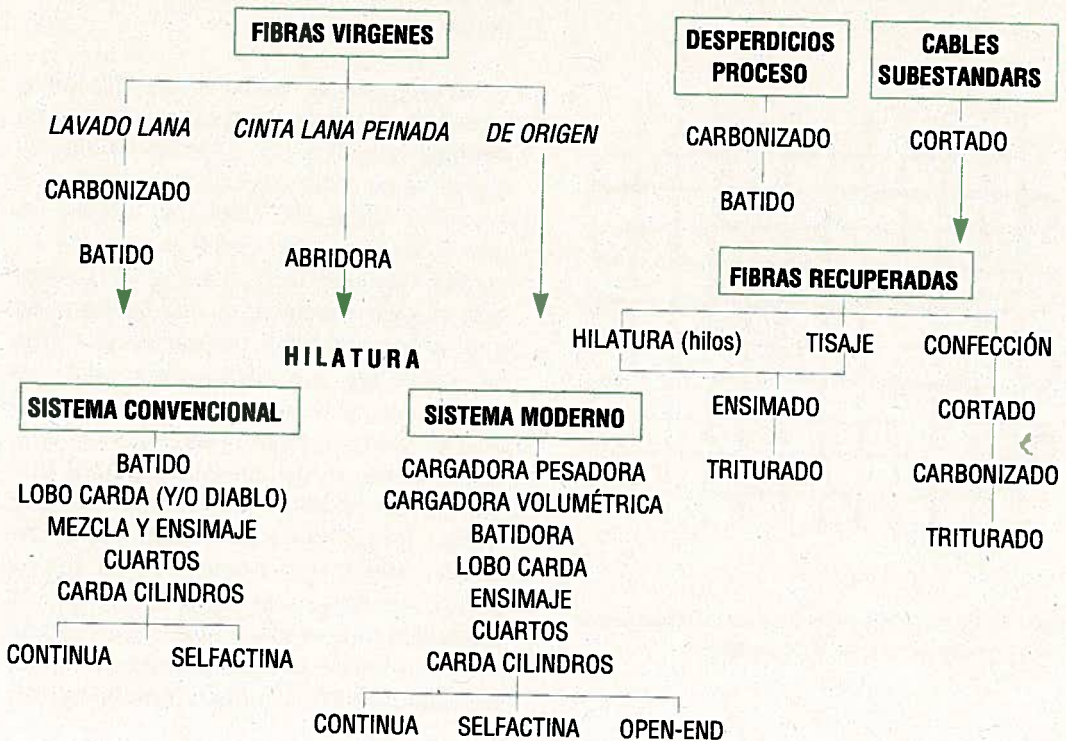 FIBRAS VIRGENES
LAVADO LANA
CINTA LANA PEINADA
DE ORIGEN
CARBONIZADO
BATIDO
ABRIDORA
DESPERDICIOS
PROCESO
CARBONIZADO
BATIDO
CABLES
SUBESTANDARS
CORTADO
FIBRAS RECUPERADAS
HILATURA (hilos)
TISAJE
CONFECCIÓN
ENSIMADO
TRITURADO
CORTADO
CARBONIZADO
TRITURADO
HILATURA
SISTEMA CONVENCIONAL
BATIDO
LOBO CARDA (Y/O DIABLO)
MEZCLA Y ENSIMAJE
CUARTOS
CARDA CILINDROS
CONTINUA
SELFACTINA
SISTEMA MODERNO
CARGADORA PESADORA
CARGADORA VOLUMÉTRICA
BATIDORA
LOBO CARDA
ENSIMAJE
CUARTOS
CARDA CILINDROS
CONTINUA
SELFACTINA
OPEN-END